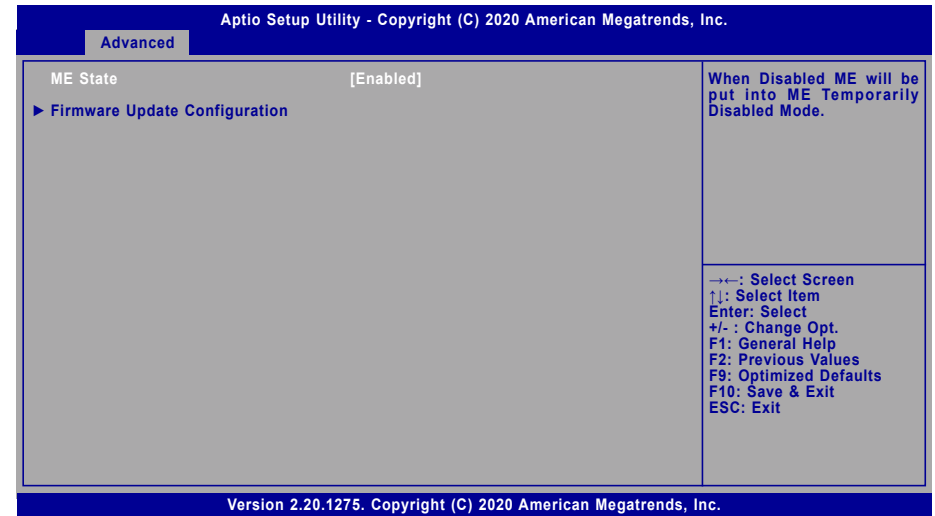 Aptio Setup Utility - Copyright (C) 2020 American Megatrends, Inc.
Advanced
ME State [Enabled]
► Firmware Update Configuration
When Disabled ME will be
put into ME Temporarily
Disabled Mode.
→←: Select Screen
↑↓: Select Item
Enter: Select
+/- : Change Opt.
F1: General Help
F2: Previous Values
F9: Optimized Defaults
F10: Save & Exit
ESC: Exit
Version 2.20.1275. Copyright (C) 2020 American Megatrends, Inc.